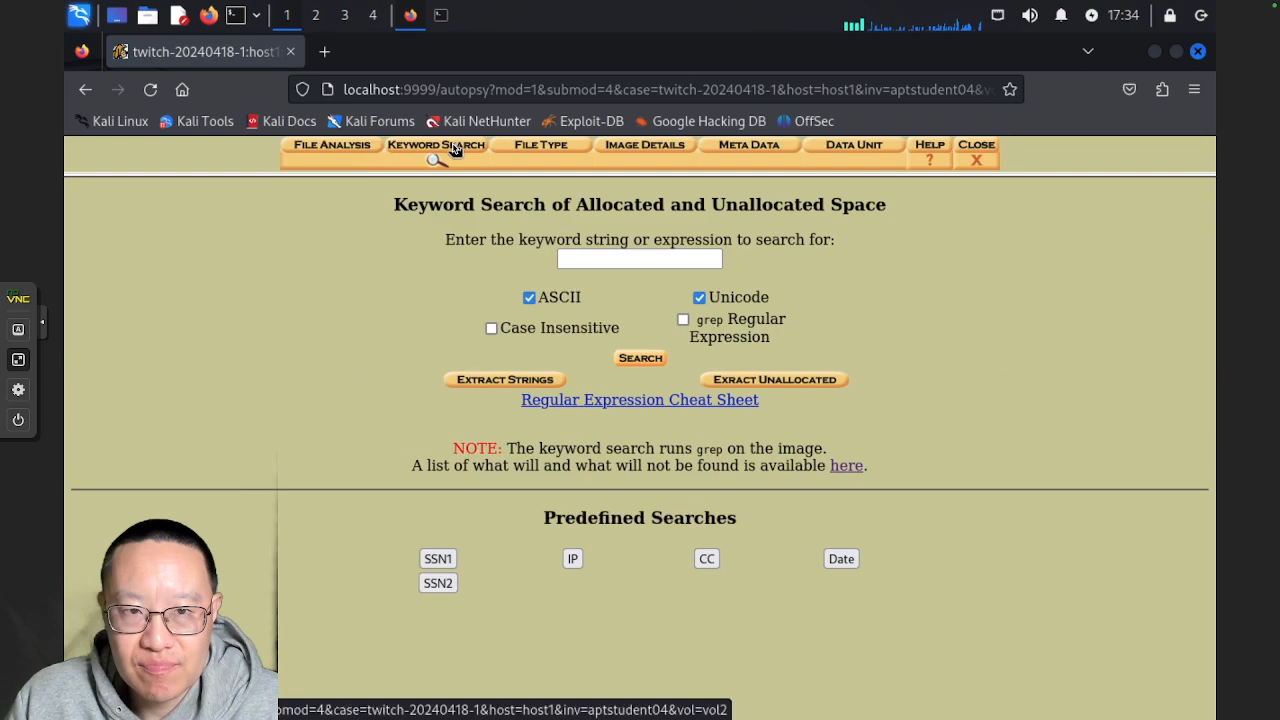 1 2 3 4 17:34
twitch-20240418-1:host1
localhost:9999/autopsy?mod=1&submod=4&case=twitch-20240418-1&host=host1&inv=aptstudent04&v
Kali Linux Kali Tools Kali Docs Kali Forums Kali NetHunter Exploit-DB Google Hacking DB OffSec
FILE ANALYSIS KEYWORD SEARCH FILE TYPE IMAGE DETAILS META DATA DATA UNIT HELP CLOSE
? X
Keyword Search of Allocated and Unallocated Space
Enter the keyword string or expression to search for:
ASCII Unicode
Case Insensitive grep Regular
Expression
SEARCH
EXTRACT STRINGS EXRACT UNALLOCATED
Regular Expression Cheat Sheet
NOTE: The keyword search runs grep on the image.
A list of what will and what will not be found is available here.
Predefined Searches
SSN1 IP CC Date
SSN2
no
VNC
A
omod=4&case=twitch-20240418-1&host=host1&inv=aptstudent04&vol=vol2